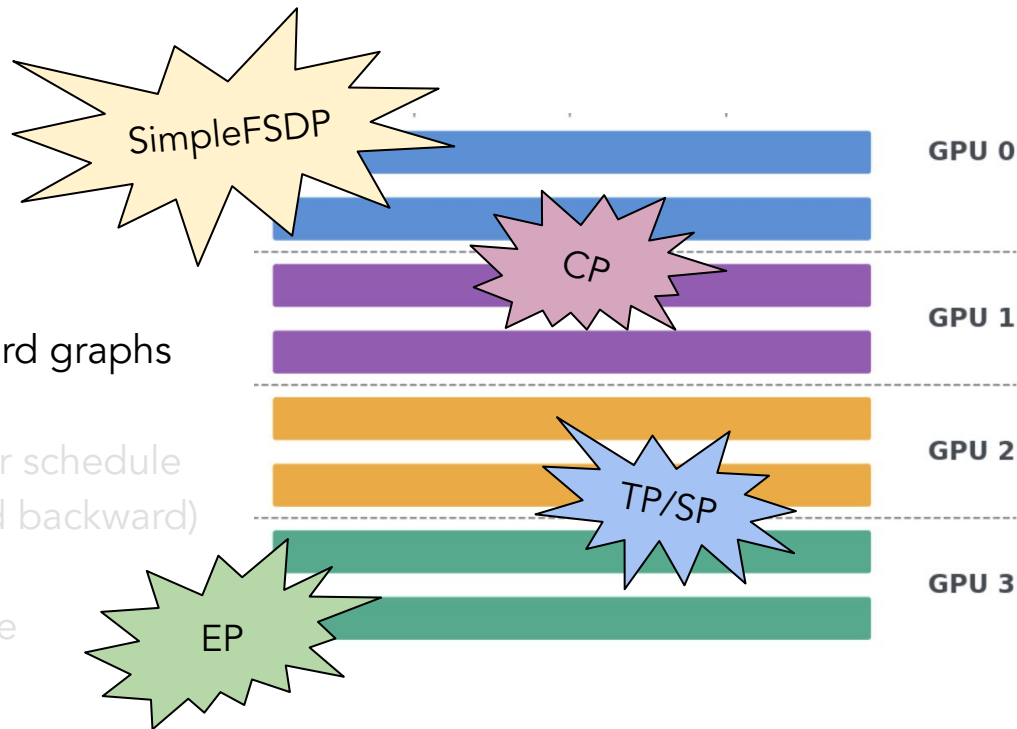 SimpleFSDP
GPU 0
CP
GPU 1
rd graphs
GPU 2
r schedule
TP/SP
d backward)
GPU 3
EP
e